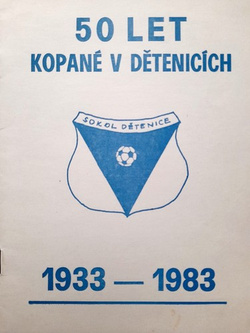 50 LET
KOPANÉ V DĚTENICÍCH
SOKOL DĚTENICE
1933 — 1983